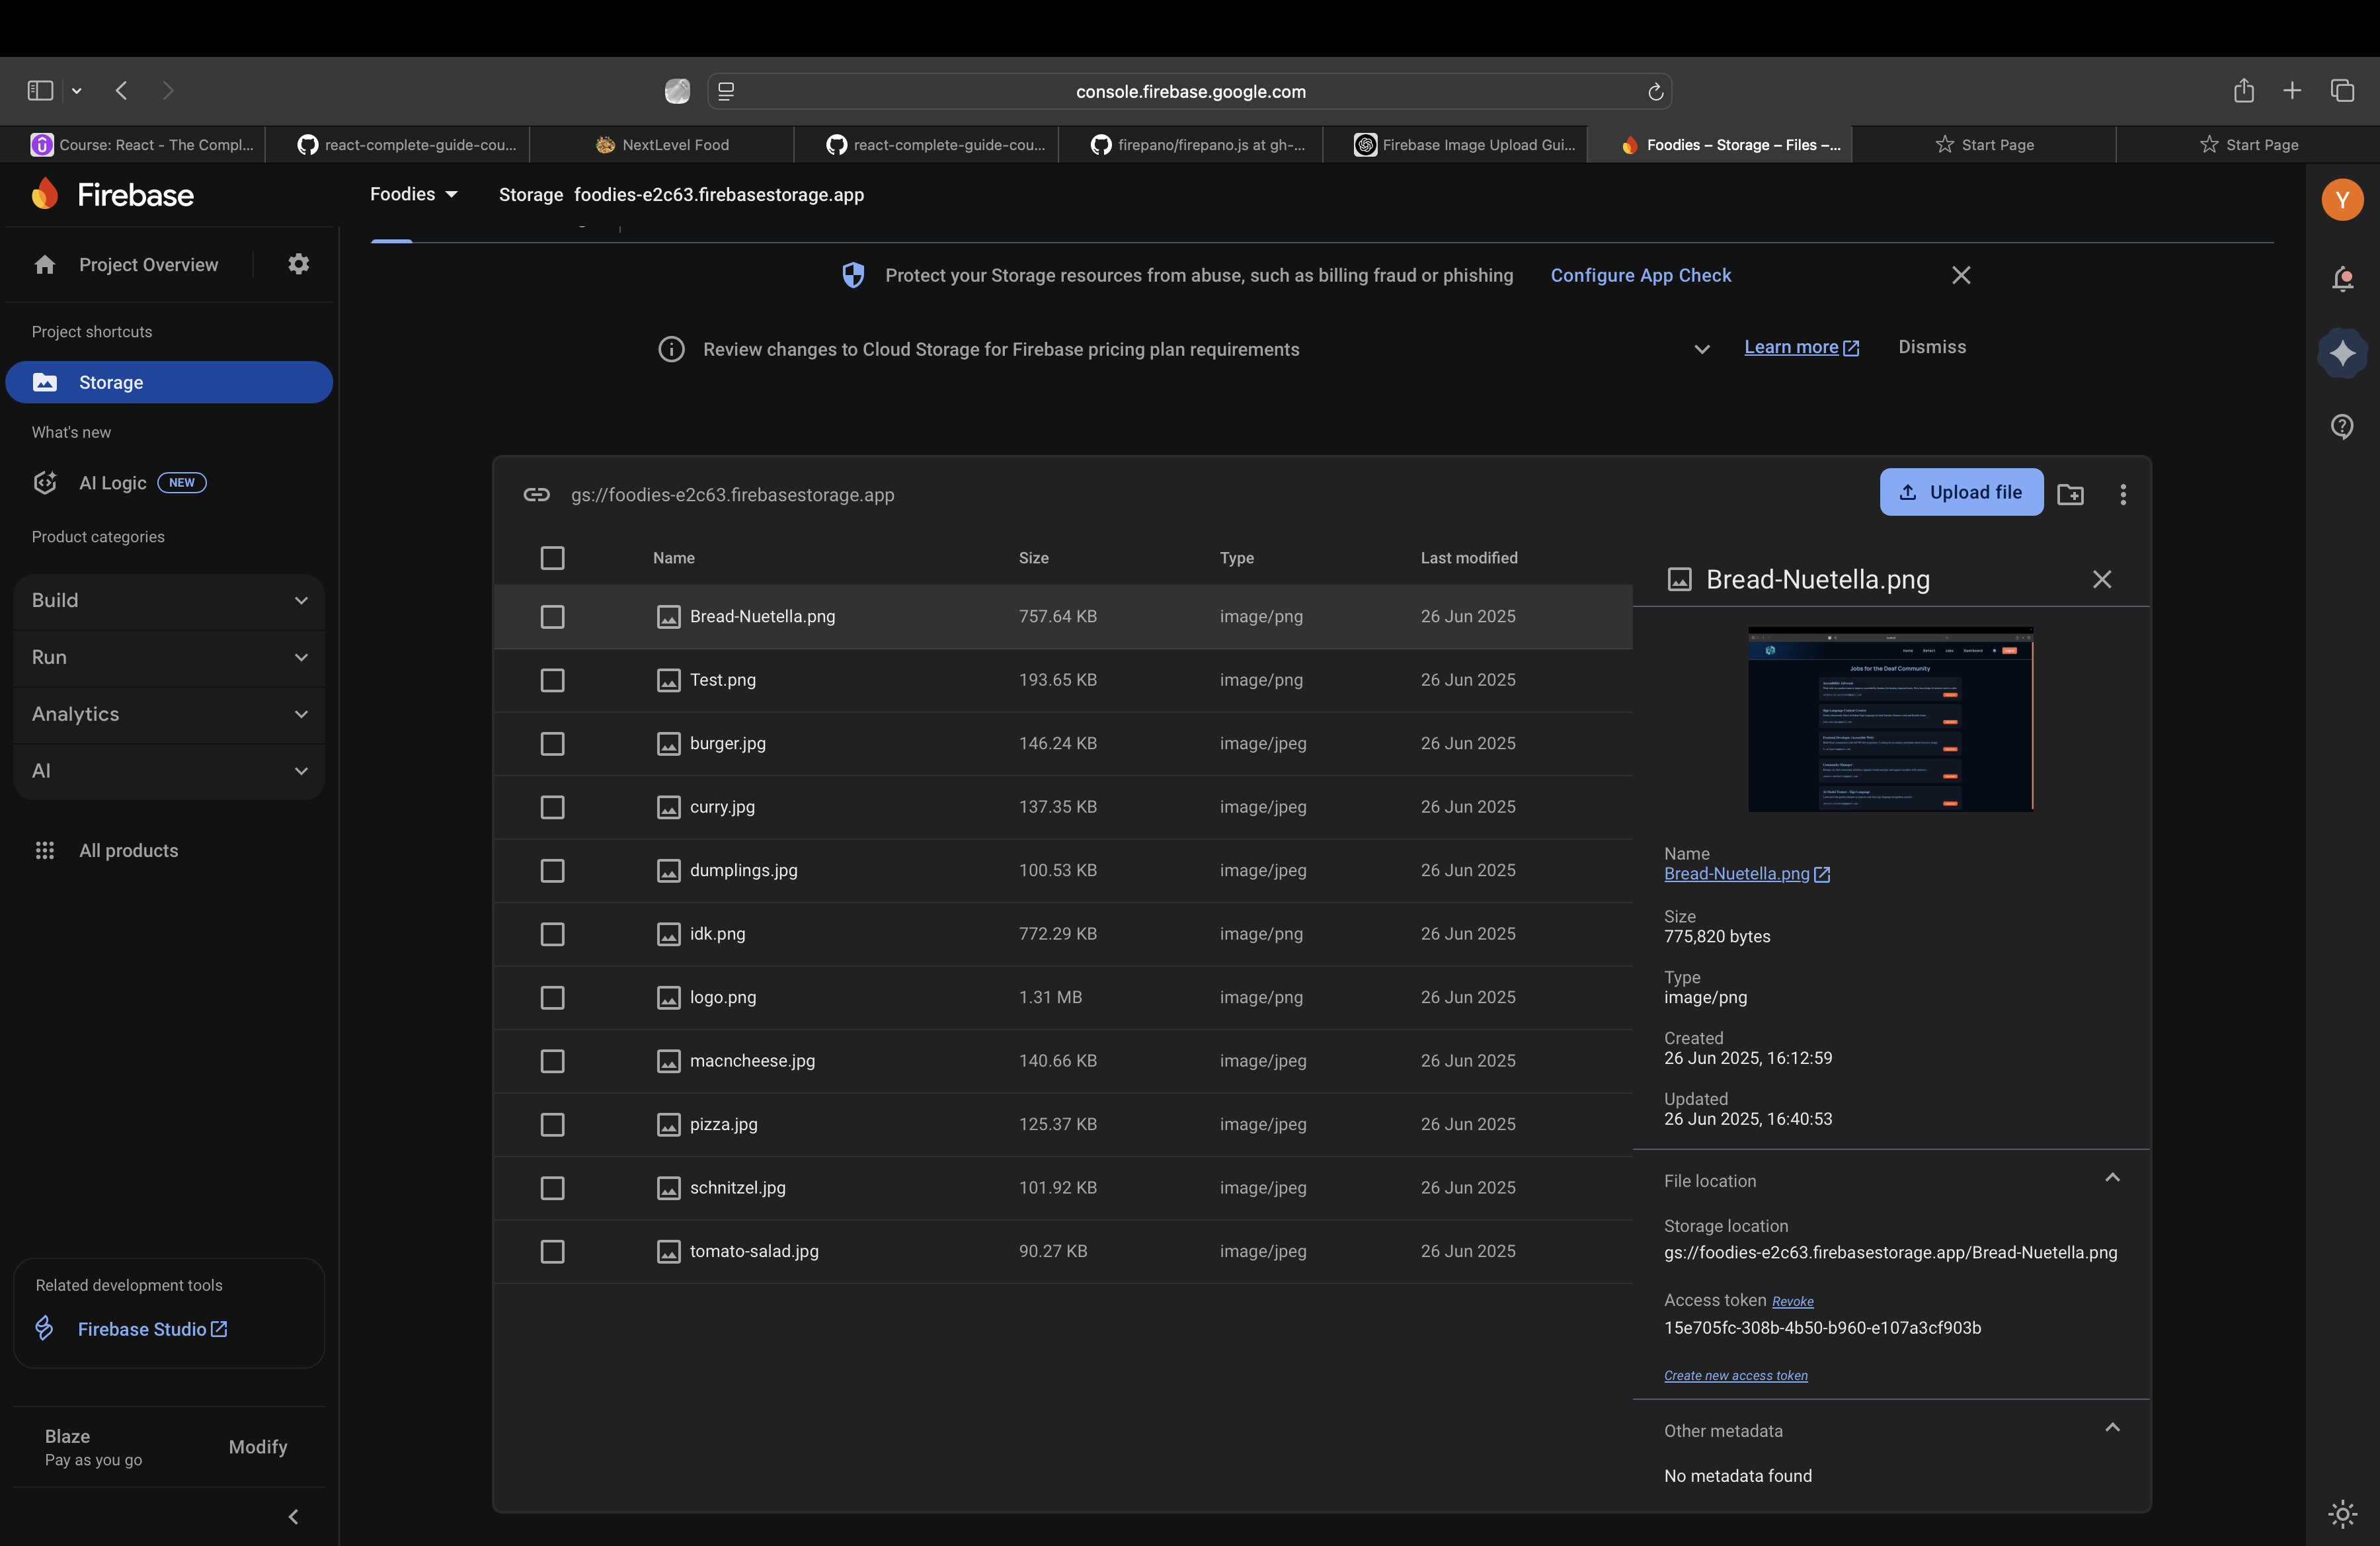 console.firebase.google.com
Course: React - The Compl...
react-complete-guide-cou...
NextLevel Food
react-complete-guide-cou...
firepano/firepano.js at gh-...
Firebase Image Upload Gui...
Foodies – Storage – Files –...
Start Page
Start Page
Firebase
Foodies
Storage foodies-e2c63.firebasestorage.app
Y
Project Overview
Project shortcuts
Storage
What's new
AI Logic NEW
Product categories
Build
Run
Analytics
AI
All products
Related development tools
Firebase Studio
Blaze
Pay as you go
Modify
Protect your Storage resources from abuse, such as billing fraud or phishing Configure App Check
Review changes to Cloud Storage for Firebase pricing plan requirements Learn more Dismiss
gs://foodies-e2c63.firebasestorage.app
Upload file
Name Size Type Last modified
Bread-Nuetella.png 757.64 KB image/png 26 Jun 2025
Test.png 193.65 KB image/png 26 Jun 2025
burger.jpg 146.24 KB image/jpeg 26 Jun 2025
curry.jpg 137.35 KB image/jpeg 26 Jun 2025
dumplings.jpg 100.53 KB image/jpeg 26 Jun 2025
idk.png 772.29 KB image/png 26 Jun 2025
logo.png 1.31 MB image/png 26 Jun 2025
macncheese.jpg 140.66 KB image/jpeg 26 Jun 2025
pizza.jpg 125.37 KB image/jpeg 26 Jun 2025
schnitzel.jpg 101.92 KB image/jpeg 26 Jun 2025
tomato-salad.jpg 90.27 KB image/jpeg 26 Jun 2025
Bread-Nuetella.png
Home Detect Jobs Dashboard
Jobs for the Deaf Community
Name
Bread-Nuetella.png
Size
775,820 bytes
Type
image/png
Created
26 Jun 2025, 16:12:59
Updated
26 Jun 2025, 16:40:53
File location
Storage location
gs://foodies-e2c63.firebasestorage.app/Bread-Nuetella.png
Access token Revoke
15e705fc-308b-4b50-b960-e107a3cf903b
Create new access token
Other metadata
No metadata found